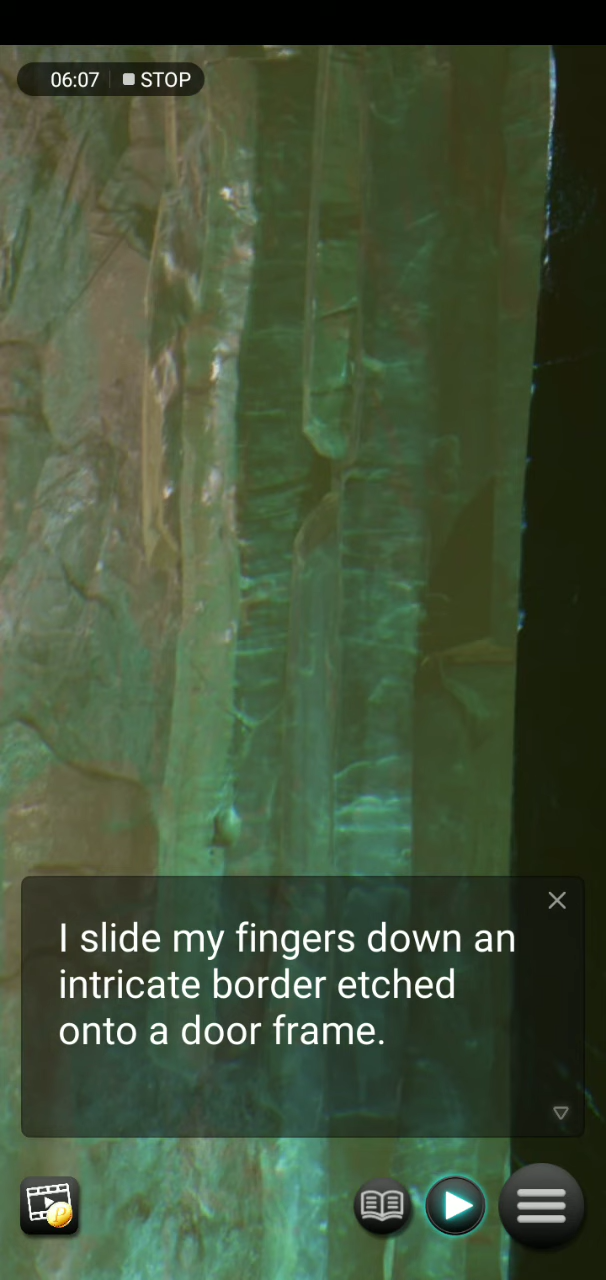 06:07 STOP
I slide my fingers down an
intricate border etched
onto a door frame.